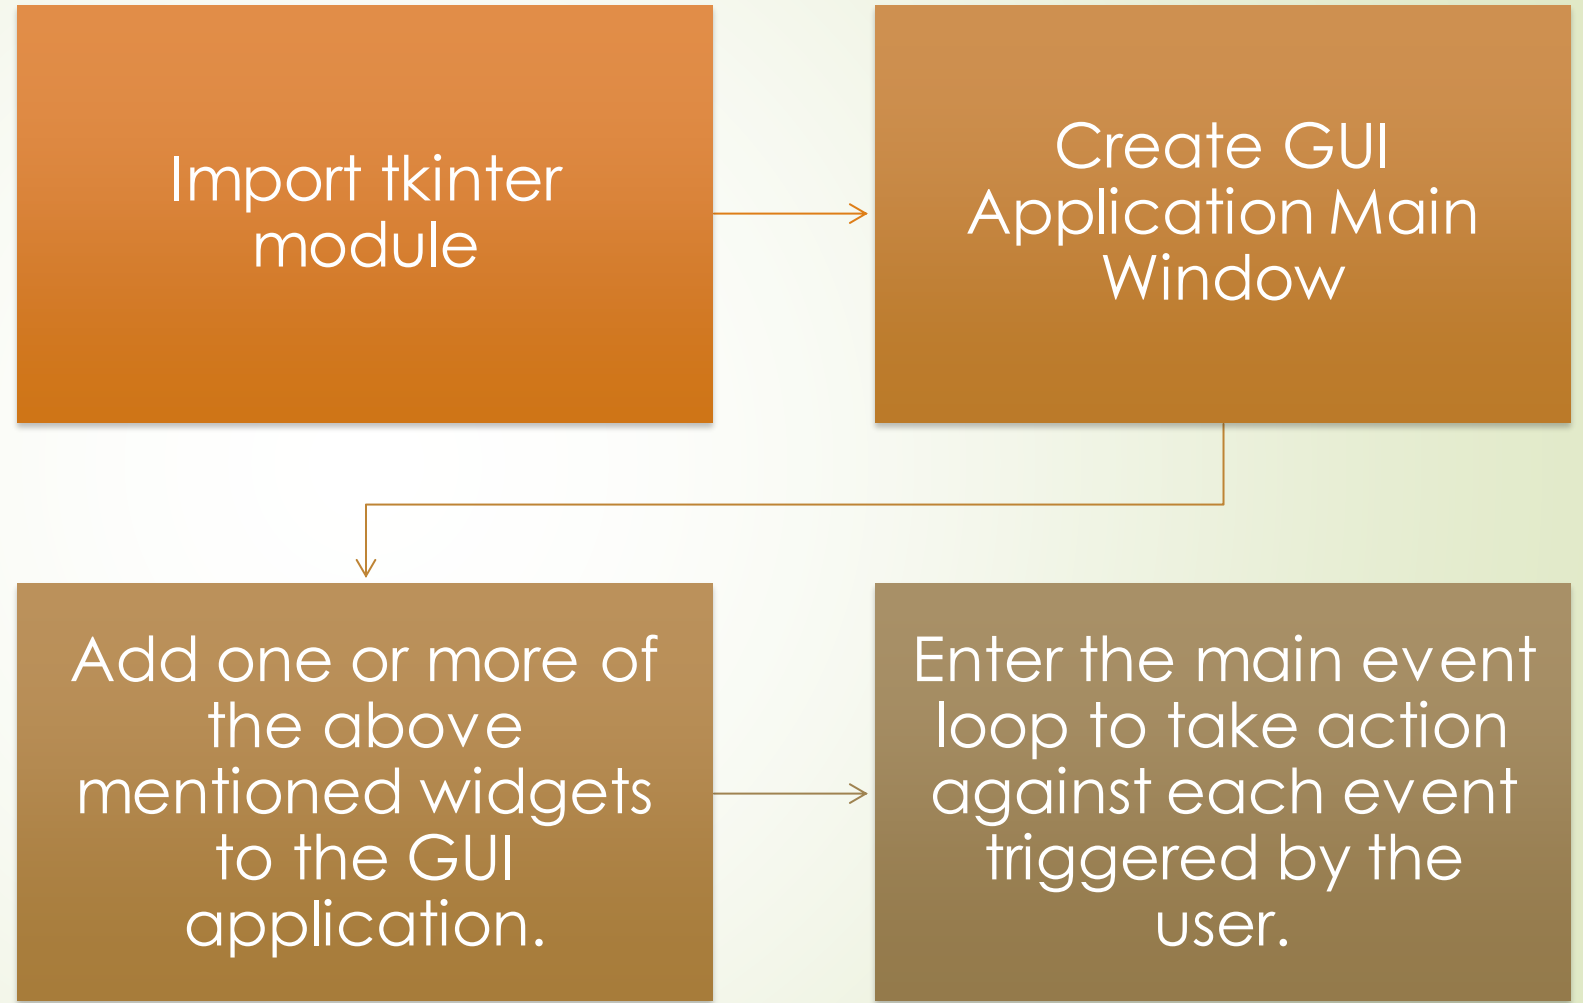 Import tkinter
module
Create GUI
Application Main
Window
Add one or more of
the above
mentioned widgets
to the GUI
application.
Enter the main event
loop to take action
against each event
triggered by the
user.